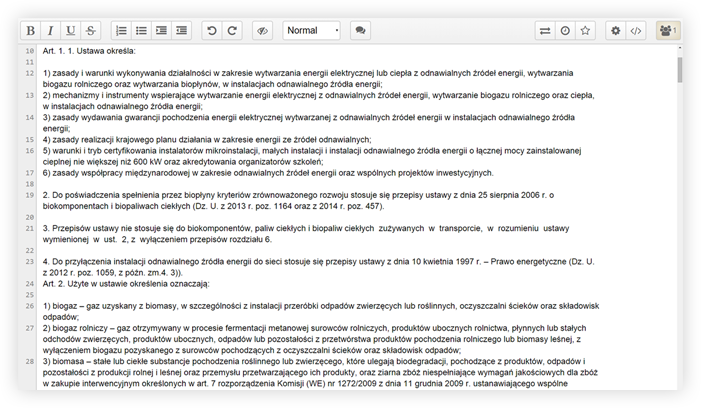 B I U S Normal 1
10 Art. 1. 1. Ustawa określa:
11
12 1) zasady i warunki wykonywania działalności w zakresie wytwarzania energii elektrycznej lub ciepła z odnawialnych źródeł energii, wytwarzania
biogazu rolniczego oraz wytwarzania biopłynów, w instalacjach odnawialnego źródła energii;
13 2) mechanizmy i instrumenty wspierające wytwarzanie energii elektrycznej z odnawialnych źródeł energii, wytwarzanie biogazu rolniczego oraz ciepła,
w instalacjach odnawialnego źródła energii;
14 3) zasady wydawania gwarancji pochodzenia energii elektrycznej wytwarzanej z odnawialnych źródeł energii w instalacjach odnawialnego źródła
energii;
15 4) zasady realizacji krajowego planu działania w zakresie energii ze źródeł odnawialnych;
16 5) warunki i tryb certyfikowania instalatorów mikroinstalacji, małych instalacji i instalacji odnawialnego źródła energii o łącznej mocy zainstalowanej
cieplnej nie większej niż 600 kW oraz akredytowania organizatorów szkoleń;
17 6) zasady współpracy międzynarodowej w zakresie odnawialnych źródeł energii oraz wspólnych projektów inwestycyjnych.
18
19 2. Do poświadczenia spełnienia przez biopłyny kryteriów zrównoważonego rozwoju stosuje się przepisy ustawy z dnia 25 sierpnia 2006 r. o
biokomponentach i biopaliwach ciekłych (Dz. U. z 2013 r. poz. 1164 oraz z 2014 r. poz. 457).
20
21 3. Przepisów ustawy nie stosuje się do biokomponentów, paliw ciekłych i biopaliw ciekłych zużywanych w transporcie, w rozumieniu ustawy
wymienionej w ust. 2, z wyłączeniem przepisów rozdziału 6.
22
23 4. Do przyłączenia instalacji odnawialnego źródła energii do sieci stosuje się przepisy ustawy z dnia 10 kwietnia 1997 r. – Prawo energetyczne (Dz. U.
z 2012 r. poz. 1059, z późn. zm.4. 3)).
24 Art. 2. Użyte w ustawie określenia oznaczają:
25
26 1) biogaz – gaz uzyskany z biomasy, w szczególności z instalacji przeróbki odpadów zwierzęcych lub roślinnych, oczyszczalni ścieków oraz składowisk
odpadów;
27 2) biogaz rolniczy – gaz otrzymywany w procesie fermentacji metanowej surowców rolniczych, produktów ubocznych rolnictwa, płynnych lub stałych
odchodów zwierzęcych, produktów ubocznych, odpadów lub pozostałości z przetwórstwa produktów pochodzenia rolniczego lub biomasy leśnej, z
wyłączeniem biogazu pozyskanego z surowców pochodzących z oczyszczalni ścieków oraz składowisk odpadów;
28 3) biomasa – stałe lub ciekłe substancje pochodzenia roślinnego lub zwierzęcego, które ulegają biodegradacji, pochodzące z produktów, odpadów i
pozostałości z produkcji rolnej i leśnej oraz przemysłu przetwarzającego ich produkty, oraz ziarna zbóż niespełniające wymagań jakościowych dla zbóż
w zakupie interwencyjnym określonych w art. 7 rozporządzenia Komisji (WE) nr 1272/2009 z dnia 11 grudnia 2009 r. ustanawiającego wspólne